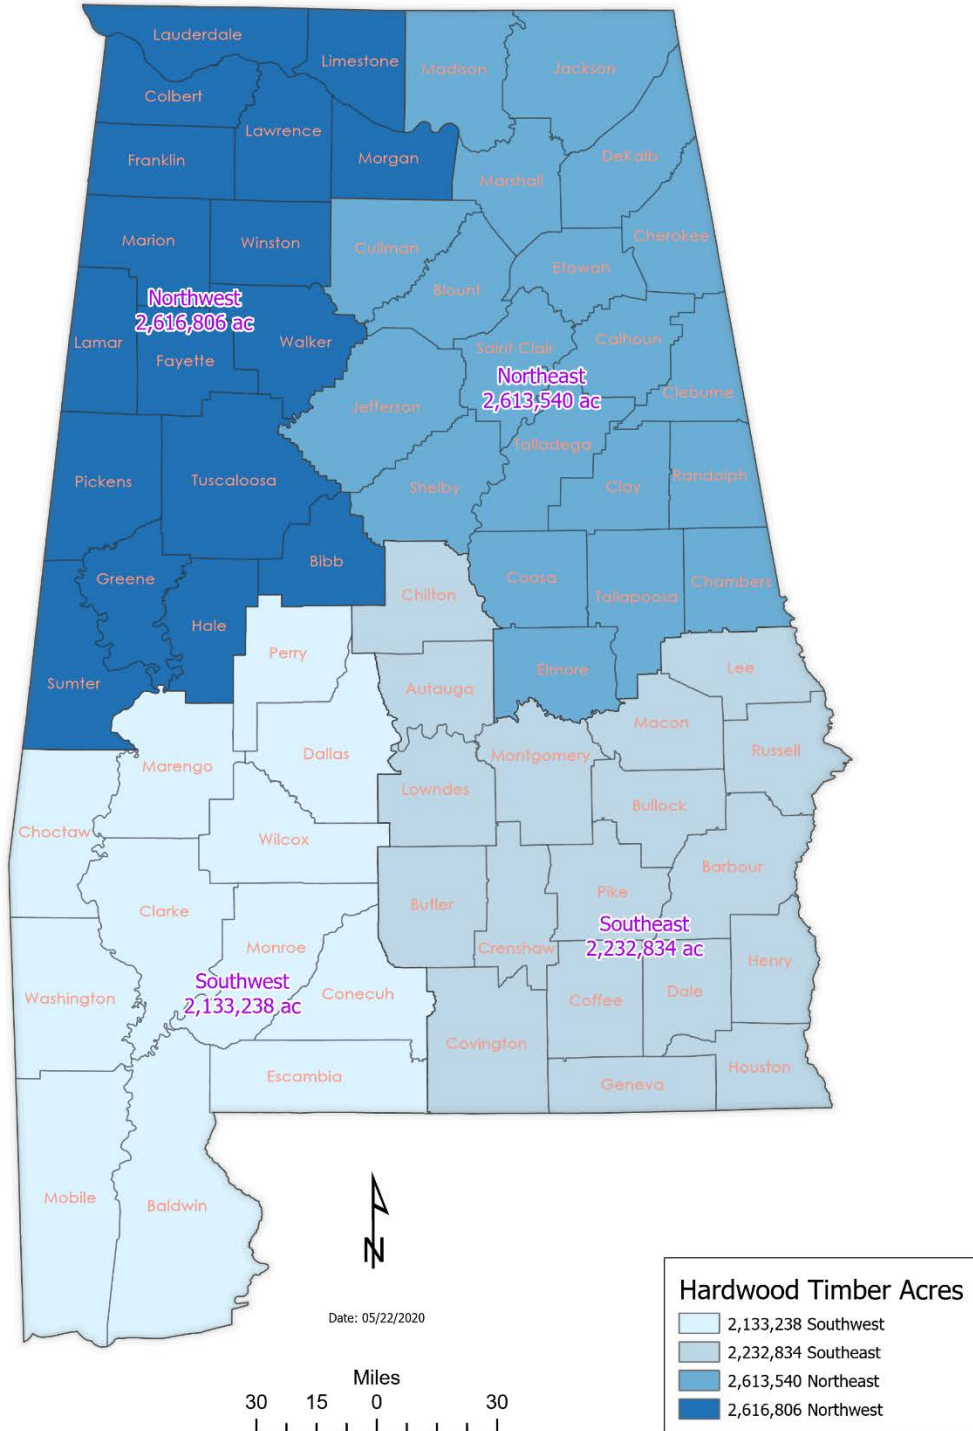 Lauderdale
Limestone
Madison
Jackson
Colbert
Lawrence
Franklin
Morgan
DeKalb
Marshall
Marion
Winston
Cullman
Cherokee
Etowah
Blount
Northwest
2,616,806 ac
Lamar
Fayette
Walker
Saint Clair
Calhoun
Northeast
2,613,540 ac
Cleburne
Jefferson
Talladega
Pickens
Tuscaloosa
Shelby
Clay
Randolph
Greene
Bibb
Chilton
Coosa
Tallapoosa
Chambers
Hale
Perry
Sumter
Autauga
Elmore
Lee
Macon
Marengo
Dallas
Montgomery
Russell
Lowndes
Bullock
Choctaw
Wilcox
Barbour
Clarke
Butler
Pike
Southeast
2,232,834 ac
Monroe
Crenshaw
Henry
Southwest
2,133,238 ac
Washington
Conecuh
Coffee
Dale
Covington
Escambia
Geneva
Houston
Mobile
Baldwin
N
Date: 05/22/2020
Miles
30 15 0 30
Hardwood Timber Acres
2,133,238 Southwest
2,232,834 Southeast
2,613,540 Northeast
2,616,806 Northwest